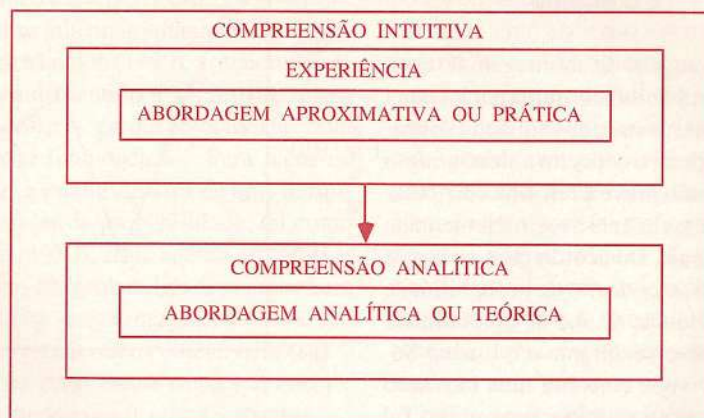 COMPREENSÃO INTUITIVA
EXPERIÊNCIA
ABORDAGEM APROXIMATIVA OU PRÁTICA
COMPREENSÃO ANALÍTICA
ABORDAGEM ANALÍTICA OU TEÓRICA